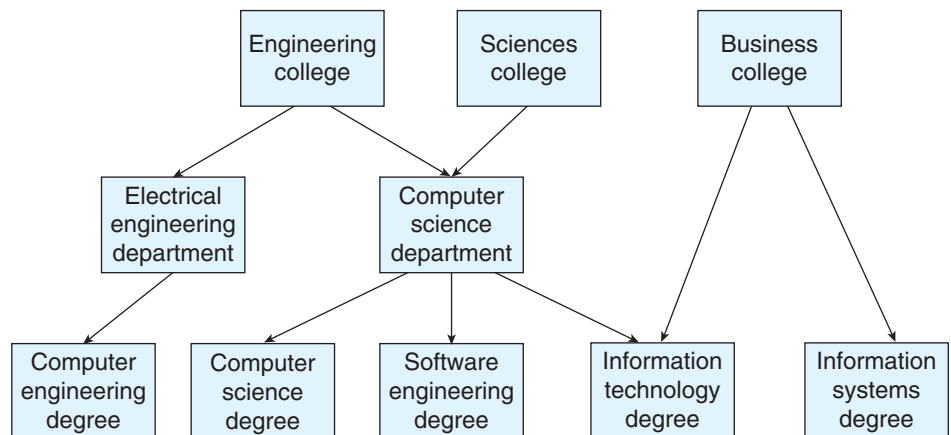 Engineering
college
Sciences
college
Business
college
Electrical
engineering
department
Computer
science
department
Computer
engineering
degree
Computer
science
degree
Software
engineering
degree
Information
technology
degree
Information
systems
degree